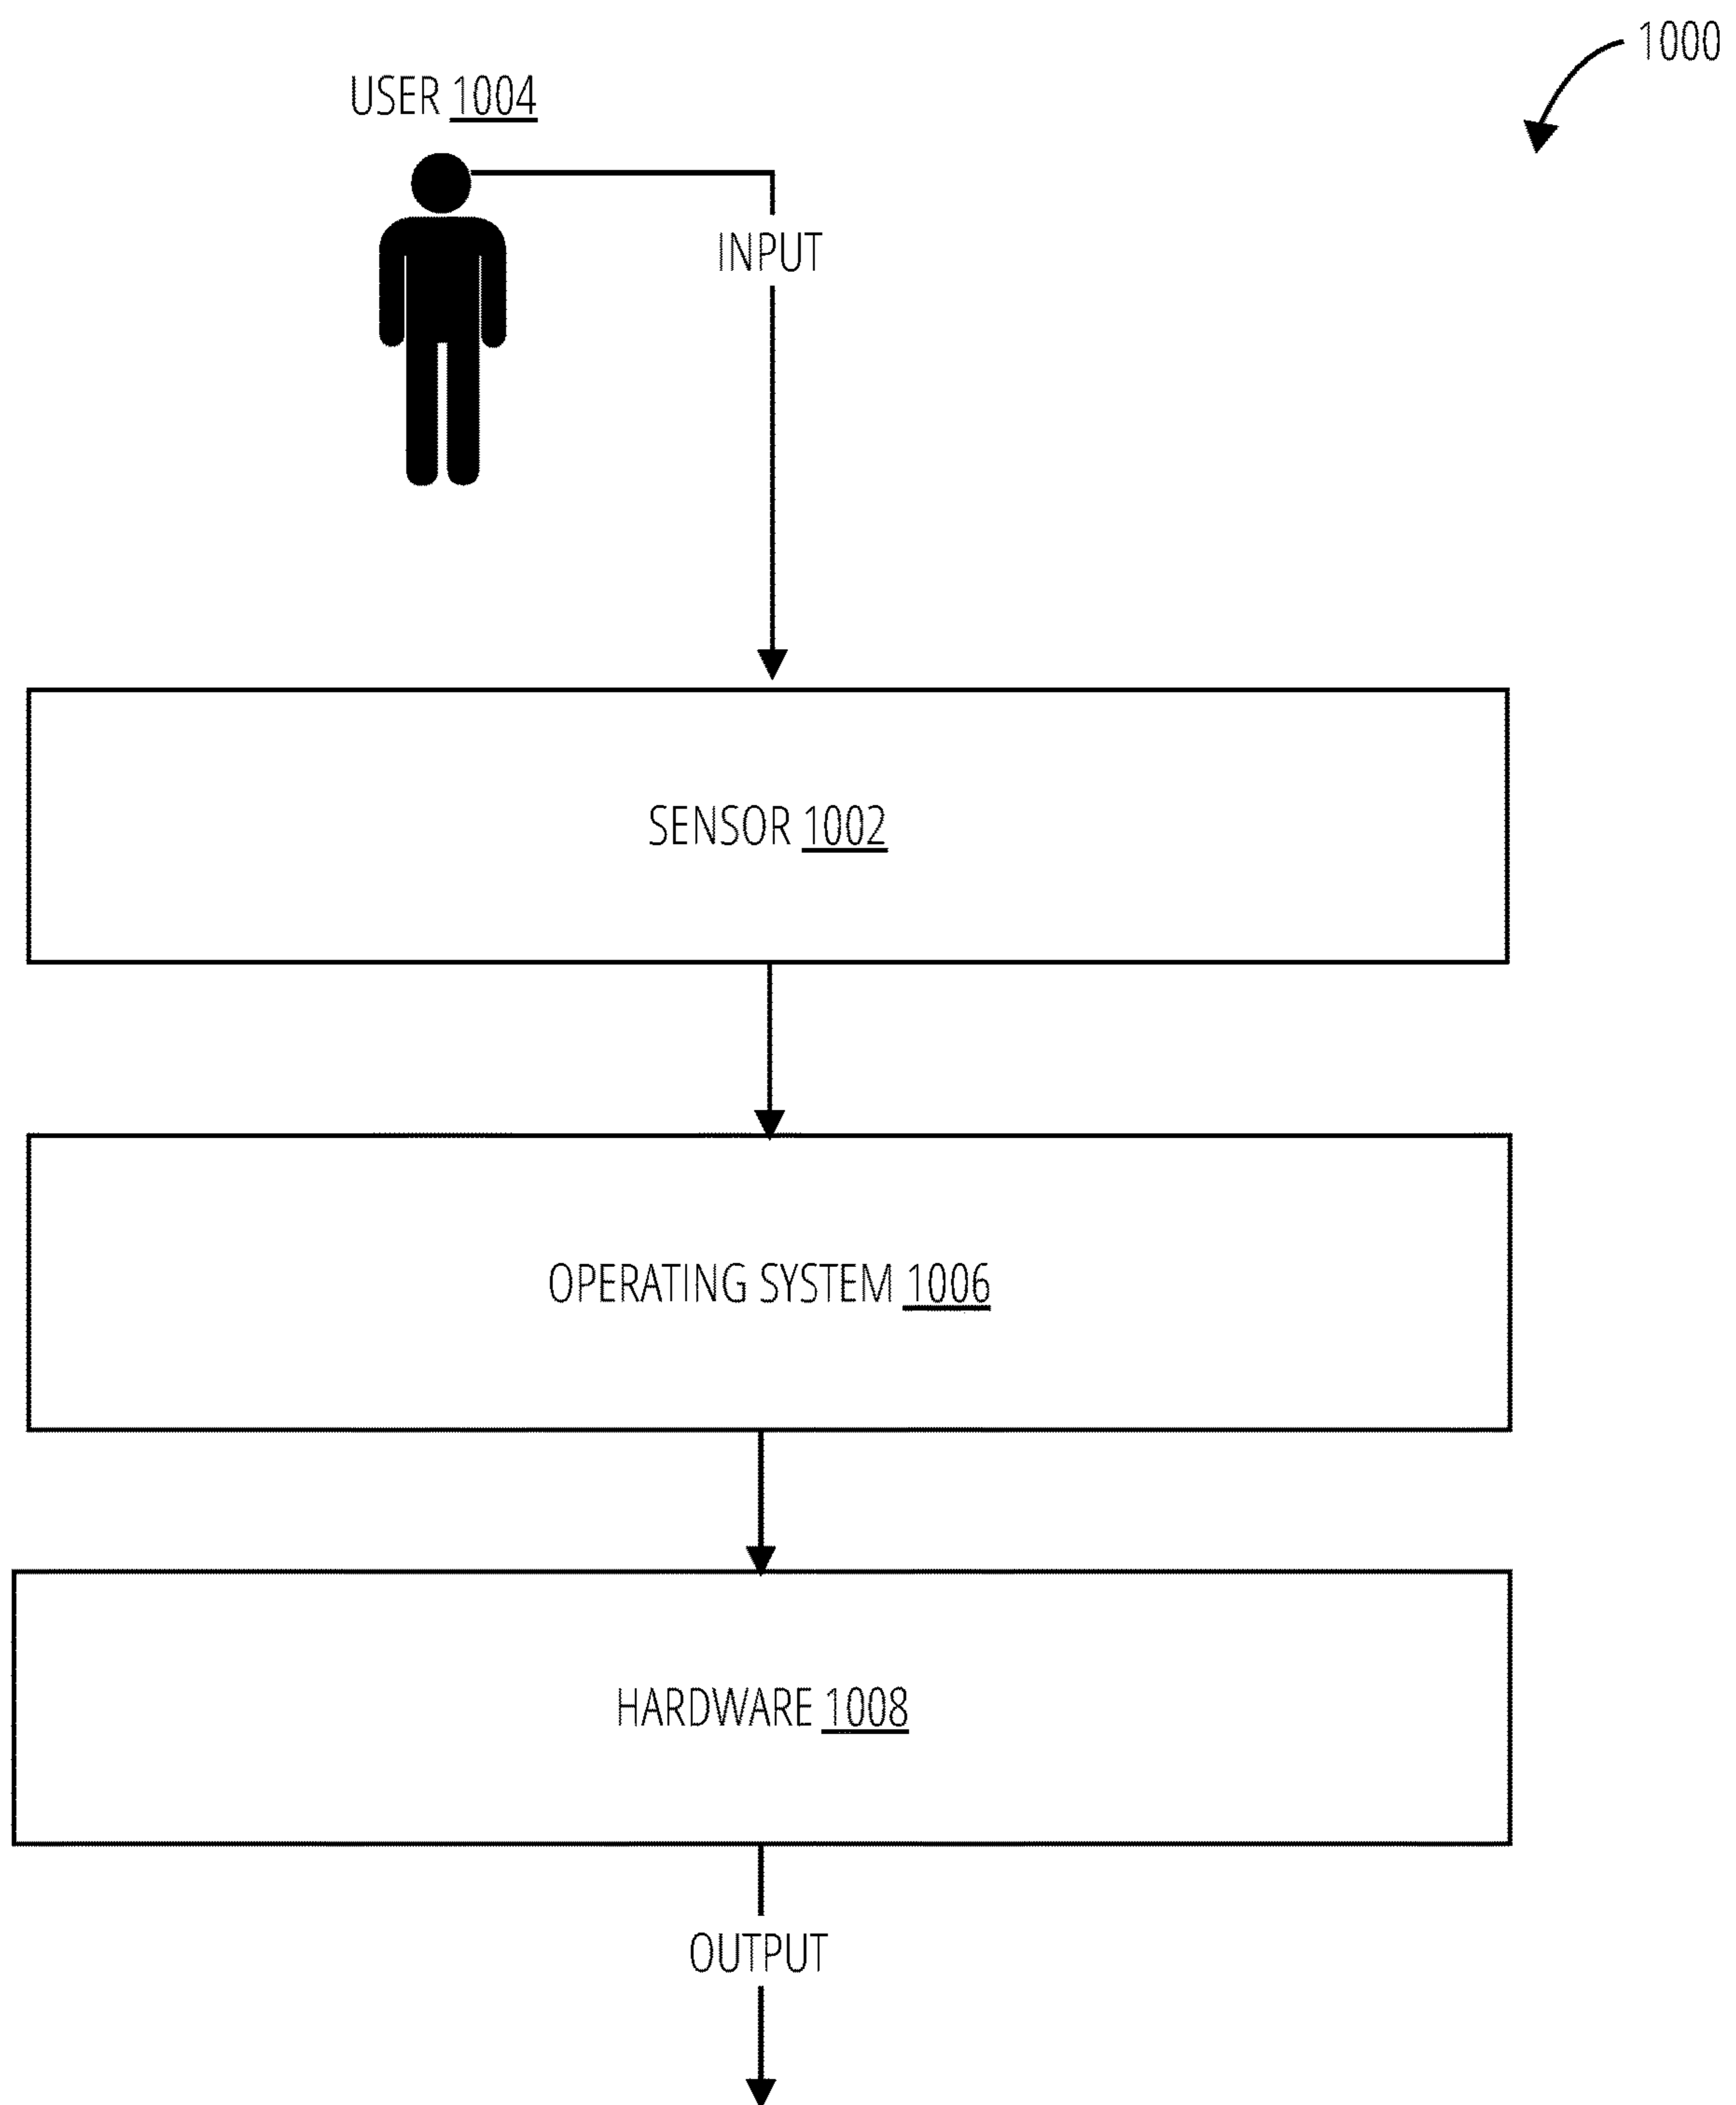 1000
USER 1004
INPUT
SENSOR 1002
OPERATING SYSTEM 1006
HARDWARE 1008
OUTPUT